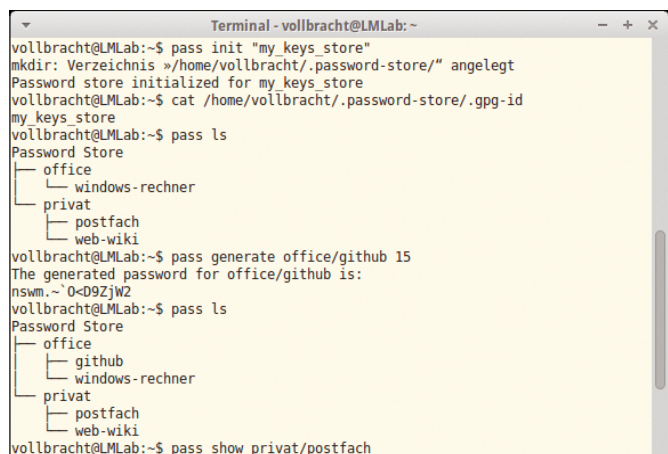 Terminal - vollbracht@LMLab: ~
vollbracht@LMLab:~$ pass init "my_keys_store"
mkdir: Verzeichnis »/home/vollbracht/.password-store/“ angelegt
Password store initialized for my_keys_store
vollbracht@LMLab:~$ cat /home/vollbracht/.password-store/.gpg-id
my_keys_store
vollbracht@LMLab:~$ pass ls
Password Store
├── office
│   └── windows-rechner
└── privat
    ├── postfach
    └── web-wiki
vollbracht@LMLab:~$ pass generate office/github 15
The generated password for office/github is:
nswm.~`O<D9ZjW2
vollbracht@LMLab:~$ pass ls
Password Store
├── office
│   ├── github
│   └── windows-rechner
└── privat
    ├── postfach
    └── web-wiki
vollbracht@LMLab:~$ pass show privat/postfach